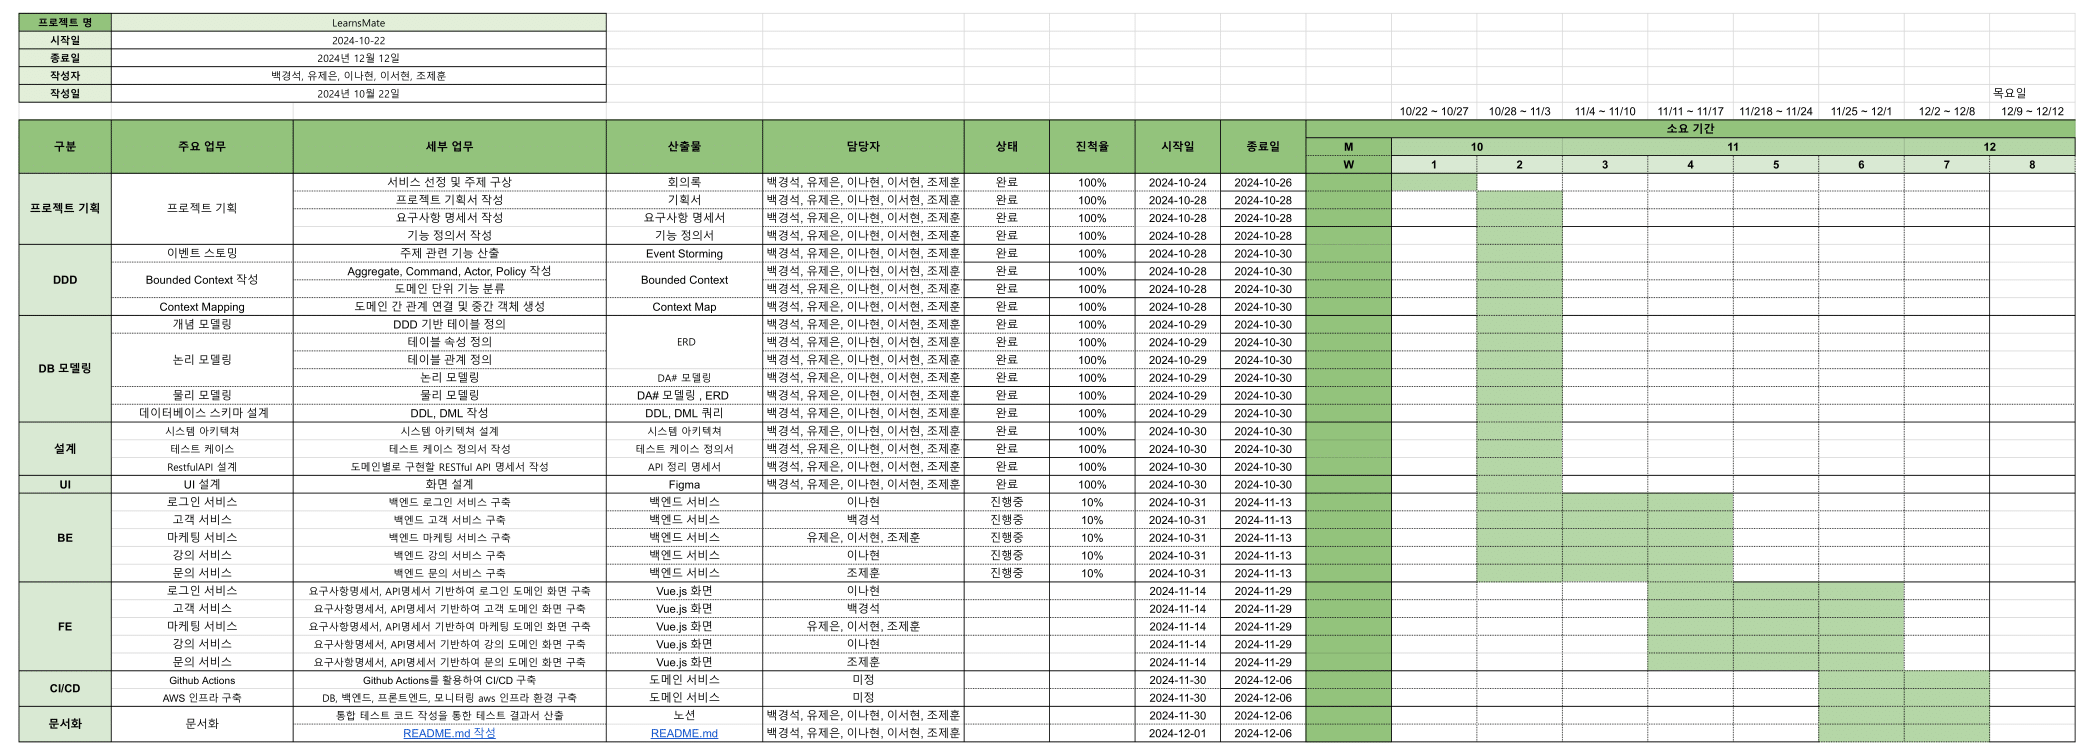 프로젝트 명 LearnsMate
시작일 2024-10-22
종료일 2024년 12월 12일
작성자 백경석, 유제은, 이나현, 이서현, 조제훈
작성일 2024년 10월 22일 목요일
10/22 ~ 10/27 10/28 ~ 11/3 11/4 ~ 11/10 11/11 ~ 11/17 11/218 ~ 11/24 11/25 ~ 12/1 12/2 ~ 12/8 12/9 ~ 12/12
구분 주요 업무 세부 업무 산출물 담당자 상태 진척율 시작일 종료일 소요 기간
M 10 11 12
W 1 2 3 4 5 6 7 8
프로젝트 기획 프로젝트 기획 서비스 선정 및 주제 구상 회의록 백경석, 유제은, 이나현, 이서현, 조제훈 완료 100% 2024-10-24 2024-10-26
프로젝트 기획서 작성 기획서 백경석, 유제은, 이나현, 이서현, 조제훈 완료 100% 2024-10-28 2024-10-28
요구사항 명세서 작성 요구사항 명세서 백경석, 유제은, 이나현, 이서현, 조제훈 완료 100% 2024-10-28 2024-10-28
기능 정의서 작성 기능 정의서 백경석, 유제은, 이나현, 이서현, 조제훈 완료 100% 2024-10-28 2024-10-28
DDD 이벤트 스토밍 주제 관련 기능 산출 Event Storming 백경석, 유제은, 이나현, 이서현, 조제훈 완료 100% 2024-10-28 2024-10-30
Bounded Context 작성 Aggregate, Command, Actor, Policy 작성 Bounded Context 백경석, 유제은, 이나현, 이서현, 조제훈 완료 100% 2024-10-28 2024-10-30
도메인 단위 기능 분류 백경석, 유제은, 이나현, 이서현, 조제훈 완료 100% 2024-10-28 2024-10-30
Context Mapping 도메인 간 관계 연결 및 중간 객체 생성 Context Map 백경석, 유제은, 이나현, 이서현, 조제훈 완료 100% 2024-10-28 2024-10-30
DB 모델링 개념 모델링 DDD 기반 테이블 정의 ERD 백경석, 유제은, 이나현, 이서현, 조제훈 완료 100% 2024-10-29 2024-10-30
논리 모델링 테이블 속성 정의 백경석, 유제은, 이나현, 이서현, 조제훈 완료 100% 2024-10-29 2024-10-30
테이블 관계 정의 백경석, 유제은, 이나현, 이서현, 조제훈 완료 100% 2024-10-29 2024-10-30
논리 모델링 DA# 모델링 백경석, 유제은, 이나현, 이서현, 조제훈 완료 100% 2024-10-29 2024-10-30
물리 모델링 물리 모델링 DA# 모델링 , ERD 백경석, 유제은, 이나현, 이서현, 조제훈 완료 100% 2024-10-29 2024-10-30
데이터베이스 스키마 설계 DDL, DML 작성 DDL, DML 쿼리 백경석, 유제은, 이나현, 이서현, 조제훈 완료 100% 2024-10-29 2024-10-30
설계 시스템 아키텍쳐 시스템 아키텍쳐 설계 시스템 아키텍쳐 백경석, 유제은, 이나현, 이서현, 조제훈 완료 100% 2024-10-30 2024-10-30
테스트 케이스 테스트 케이스 정의서 작성 테스트 케이스 정의서 백경석, 유제은, 이나현, 이서현, 조제훈 완료 100% 2024-10-30 2024-10-30
RestfulAPI 설계 도메인별로 구현할 RESTful API 명세서 작성 API 정리 명세서 백경석, 유제은, 이나현, 이서현, 조제훈 완료 100% 2024-10-30 2024-10-30
UI UI 설계 화면 설계 Figma 백경석, 유제은, 이나현, 이서현, 조제훈 완료 100% 2024-10-30 2024-10-30
BE 로그인 서비스 백엔드 로그인 서비스 구축 백엔드 서비스 이나현 진행중 10% 2024-10-31 2024-11-13
고객 서비스 백엔드 고객 서비스 구축 백엔드 서비스 백경석 진행중 10% 2024-10-31 2024-11-13
마케팅 서비스 백엔드 마케팅 서비스 구축 백엔드 서비스 유제은, 이서현, 조제훈 진행중 10% 2024-10-31 2024-11-13
강의 서비스 백엔드 강의 서비스 구축 백엔드 서비스 이나현 진행중 10% 2024-10-31 2024-11-13
문의 서비스 백엔드 문의 서비스 구축 백엔드 서비스 조제훈 진행중 10% 2024-10-31 2024-11-13
FE 로그인 서비스 요구사항명세서, API명세서 기반하여 로그인 도메인 화면 구축 Vue.js 화면 이나현 2024-11-14 2024-11-29
고객 서비스 요구사항명세서, API명세서 기반하여 고객 도메인 화면 구축 Vue.js 화면 백경석 2024-11-14 2024-11-29
마케팅 서비스 요구사항명세서, API명세서 기반하여 마케팅 도메인 화면 구축 Vue.js 화면 유제은, 이서현, 조제훈 2024-11-14 2024-11-29
강의 서비스 요구사항명세서, API명세서 기반하여 강의 도메인 화면 구축 Vue.js 화면 이나현 2024-11-14 2024-11-29
문의 서비스 요구사항명세서, API명세서 기반하여 문의 도메인 화면 구축 Vue.js 화면 조제훈 2024-11-14 2024-11-29
CI/CD Github Actions Github Actions를 활용하여 CI/CD 구축 도메인 서비스 미정 2024-11-30 2024-12-06
AWS 인프라 구축 DB, 백엔드, 프론트엔드, 모니터링 aws 인프라 환경 구축 도메인 서비스 미정 2024-11-30 2024-12-06
문서화 문서화 통합 테스트 코드 작성을 통한 테스트 결과서 산출 노션 백경석, 유제은, 이나현, 이서현, 조제훈 2024-11-30 2024-12-06
README.md 작성 README.md 백경석, 유제은, 이나현, 이서현, 조제훈 2024-12-01 2024-12-06